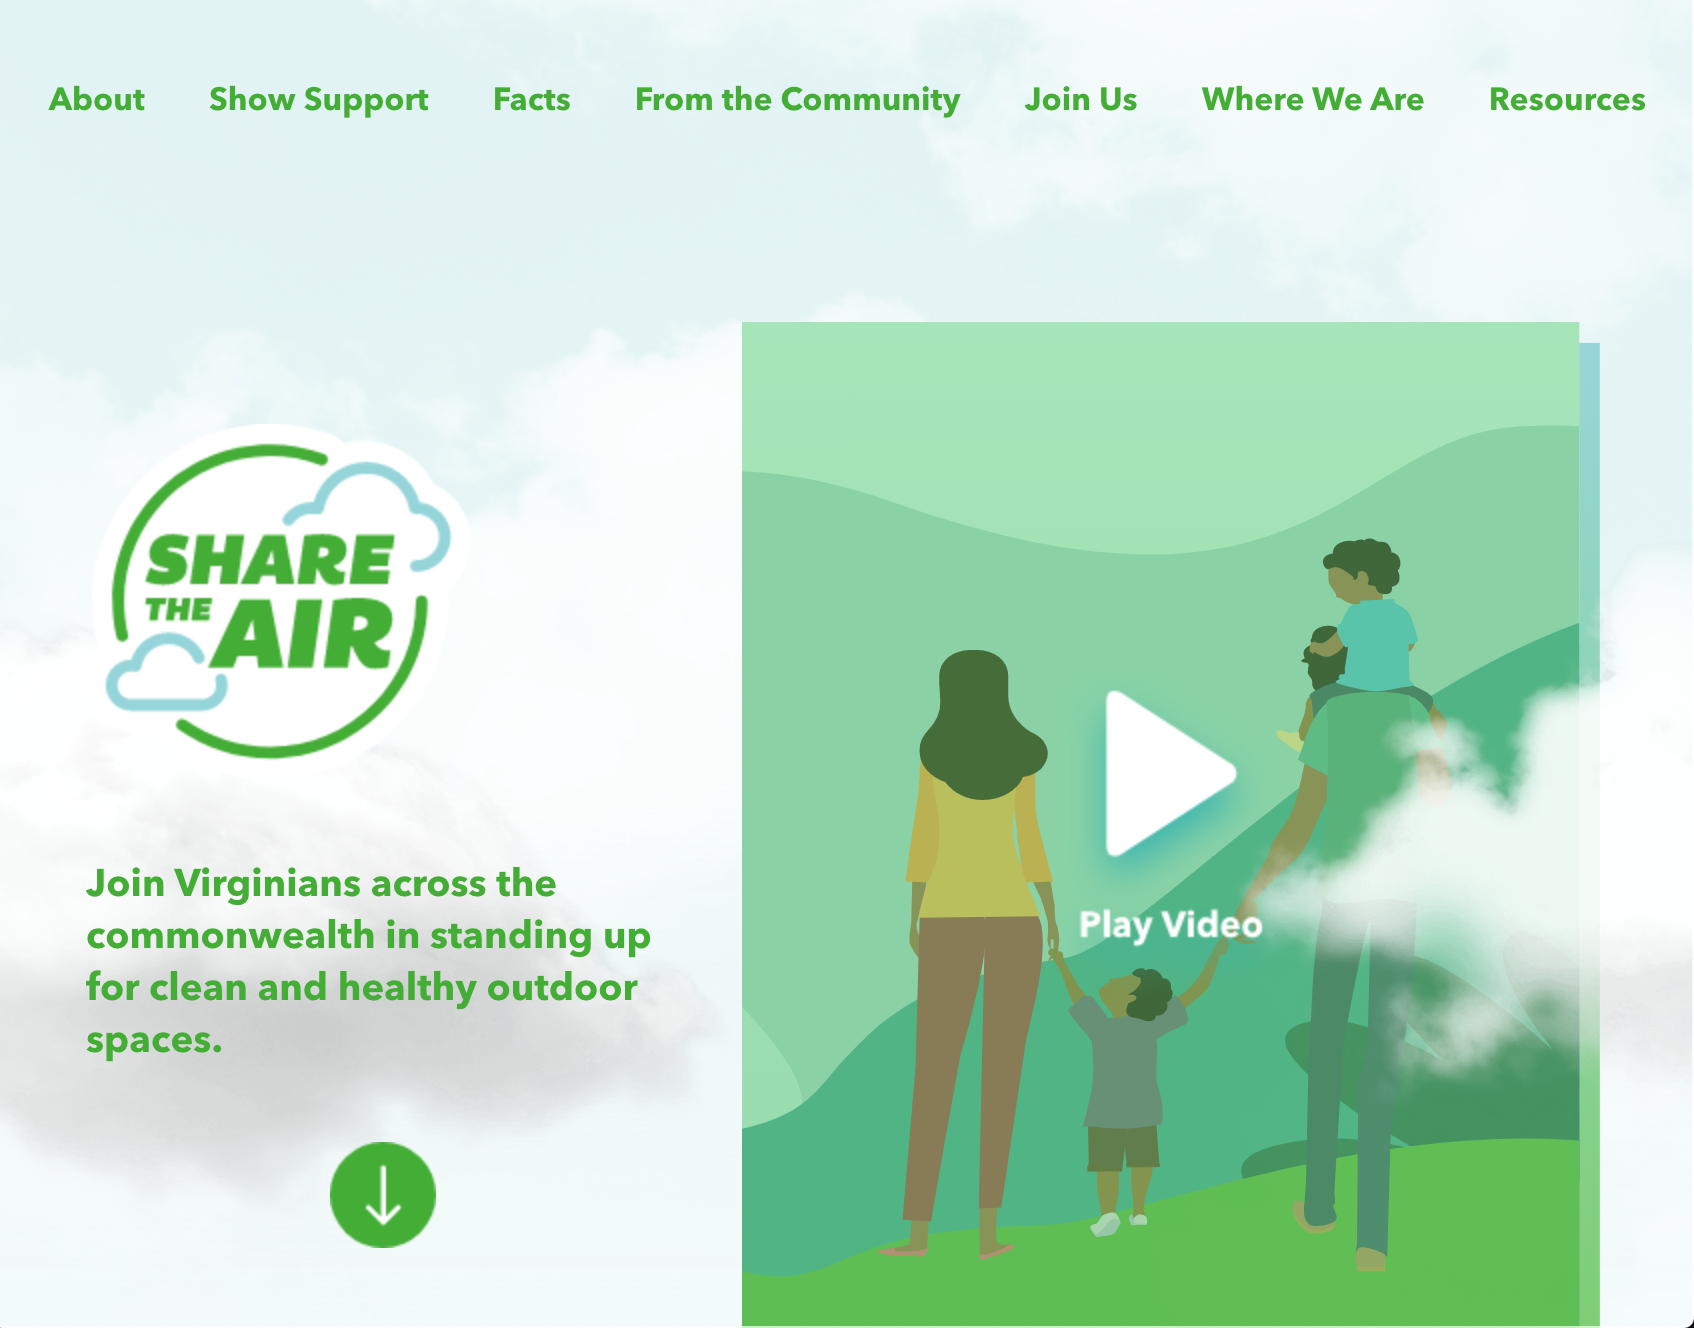 About Show Support Facts From the Community Join Us Where We Are Resources
SHARE
THE AIR
Join Virginians across the
commonwealth in standing up
for clean and healthy outdoor
spaces.
Play Video